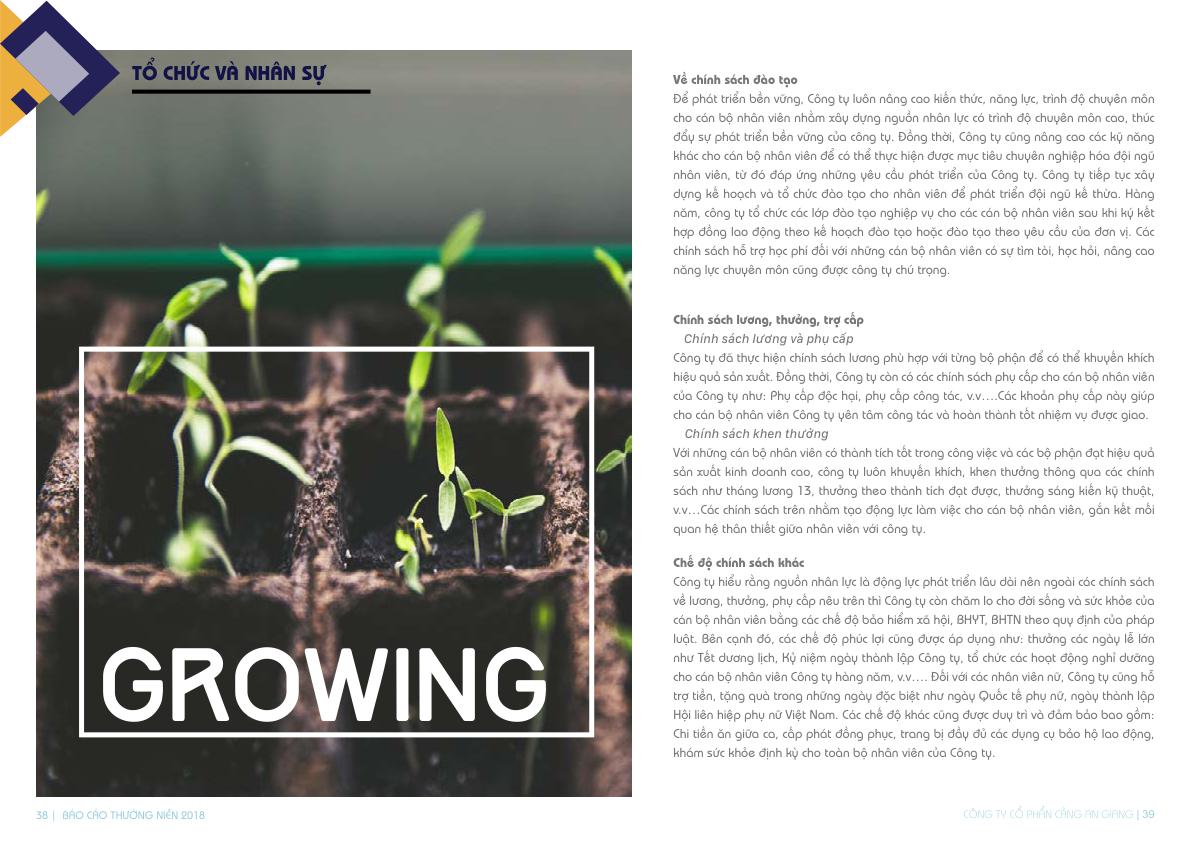 TỔ CHỨC VÀ NHÂN SỰ
GROWING
38 | BÁO CÁO THƯỜNG NIÊN 2018
Về chính sách đào tạo
Để phát triển bền vững, Công ty luôn nâng cao kiến thức, năng lực, trình độ chuyên môn
cho cán bộ nhân viên nhằm xây dựng nguồn nhân lực có trình độ chuyên môn cao, thúc
đẩy sự phát triển bền vững của công ty. Đồng thời, Công ty cũng nâng cao các kỹ năng
khác cho cán bộ nhân viên để có thể thực hiện được mục tiêu chuyên nghiệp hóa đội ngũ
nhân viên, từ đó đáp ứng những yêu cầu phát triển của Công ty. Công ty tiếp tục xây
dựng kế hoạch và tổ chức đào tạo cho nhân viên để phát triển đội ngũ kế thừa. Hàng
năm, công ty tổ chức các lớp đào tạo nghiệp vụ cho các cán bộ nhân viên sau khi ký kết
hợp đồng lao động theo kế hoạch đào tạo hoặc đào tạo theo yêu cầu của đơn vị. Các
chính sách hỗ trợ học phí đối với những cán bộ nhân viên có sự tìm tòi, học hỏi, nâng cao
năng lực chuyên môn cũng được công ty chú trọng.
Chính sách lương, thưởng, trợ cấp
Chính sách lương và phụ cấp
Công ty đã thực hiện chính sách lương phù hợp với từng bộ phận để có thể khuyến khích
hiệu quả sản xuất. Đồng thời, Công ty còn có các chính sách phụ cấp cho cán bộ nhân viên
của Công ty như: Phụ cấp độc hại, phụ cấp công tác, v.v....Các khoản phụ cấp này giúp
cho cán bộ nhân viên Công ty yên tâm công tác và hoàn thành tốt nhiệm vụ được giao.
Chính sách khen thưởng
Với những cán bộ nhân viên có thành tích tốt trong công việc và các bộ phận đạt hiệu quả
sản xuất kinh doanh cao, công ty luôn khuyến khích, khen thưởng thông qua các chính
sách như tháng lương 13, thưởng theo thành tích đạt được, thưởng sáng kiến kỹ thuật,
v.v...Các chính sách trên nhằm tạo động lực làm việc cho cán bộ nhân viên, gắn kết mối
quan hệ thân thiết giữa nhân viên với công ty.
Chế độ chính sách khác
Công ty hiểu rằng nguồn nhân lực là động lực phát triển lâu dài nên ngoài các chính sách
về lương, thưởng, phụ cấp nêu trên thì Công ty còn chăm lo cho đời sống và sức khỏe của
cán bộ nhân viên bằng các chế độ bảo hiểm xã hội, BHYT, BHTN theo quy định của pháp
luật. Bên cạnh đó, các chế độ phúc lợi cũng được áp dụng như: thưởng các ngày lễ lớn
như Tết dương lịch, Kỷ niệm ngày thành lập Công ty, tổ chức các hoạt động nghỉ dưỡng
cho cán bộ nhân viên Công ty hàng năm, v.v.... Đối với các nhân viên nữ, Công ty cũng hỗ
trợ tiền, tặng quà trong những ngày đặc biệt như ngày Quốc tế phụ nữ, ngày thành lập
Hội liên hiệp phụ nữ Việt Nam. Các chế độ khác cũng được duy trì và đảm bảo bao gồm:
Chi tiền ăn giữa ca, cấp phát đồng phục, trang bị đầy đủ các dụng cụ bảo hộ lao động,
khám sức khỏe định kỳ cho toàn bộ nhân viên của Công ty.
CÔNG TY CỔ PHẦN CẢNG AN GIANG | 39